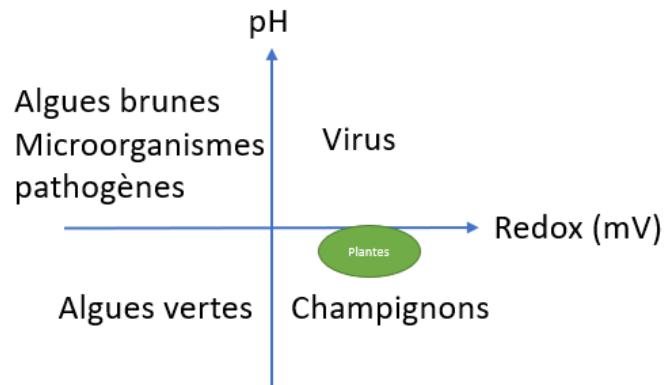 pH
Algues brunes
Microorganismes
pathogènes
Virus
Redox (mV)
Plantes
Algues vertes
Champignons